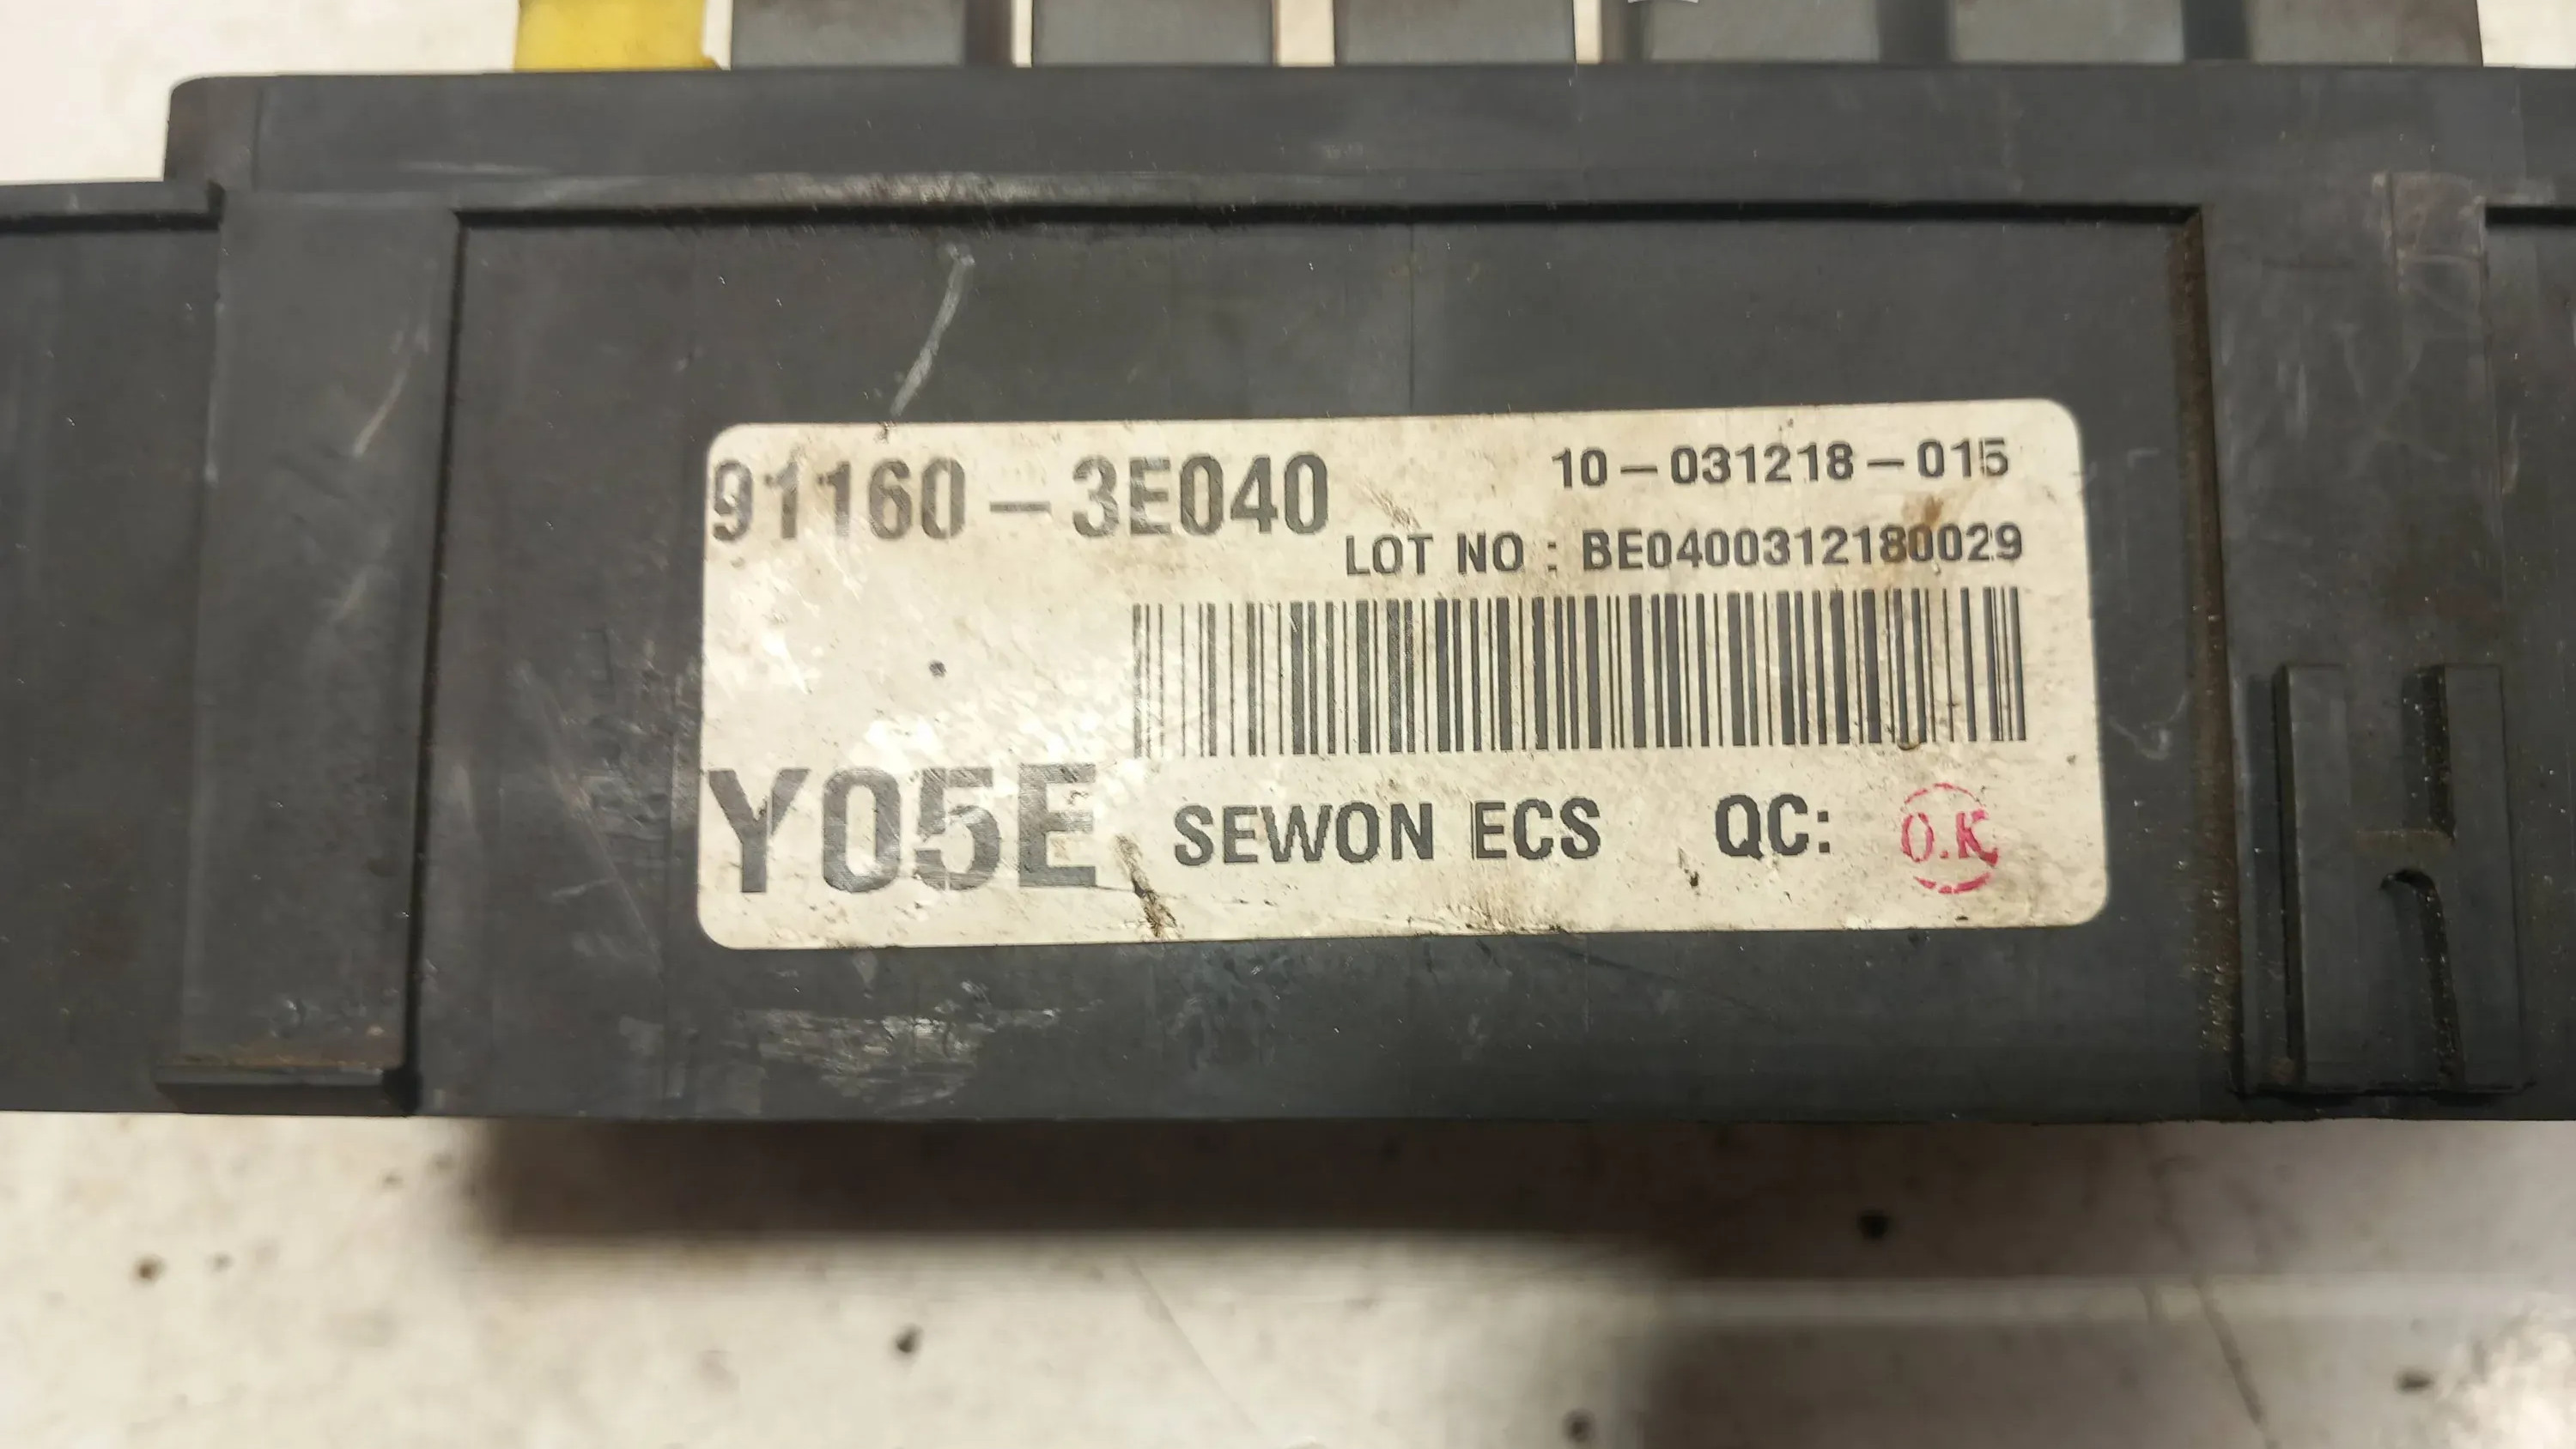 91160-3E040
10-031218-015
LOT NO : BE0400312180029
Y05E
SEWON ECS QC: O.K
H